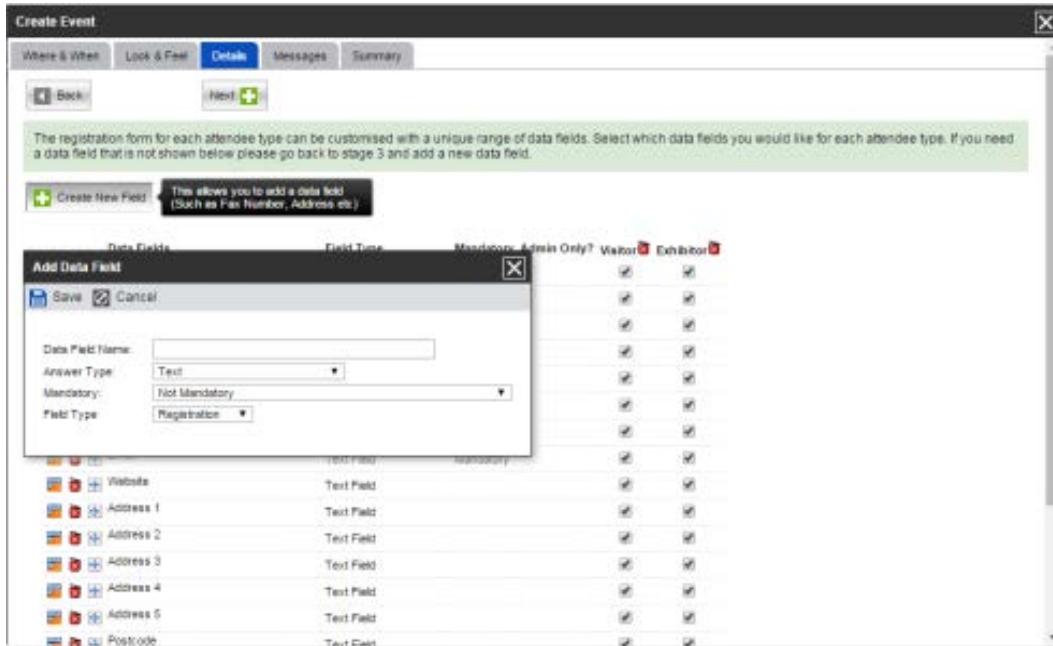 Create Event
Where & When Look & Feel Details Messages Summary
Back Next
The registration form for each attendee type can be customised with a unique range of data fields. Select which data fields you would like for each attendee type. If you need
a data field that is not shown below please go back to stage 3 and add a new data field.
Create New Field
This allows you to add a data field
(Such as Fax Number, Address etc)
Data Fields Field Type Mandatory Admin Only? Visitor Exhibitor
Add Data Field
Save Cancel
Data Field Name:
Answer Type: Text
Mandatory: Not Mandatory
Field Type Registration
Text Field Mandatory
Website Text Field
Address 1 Text Field
Address 2 Text Field
Address 3 Text Field
Address 4 Text Field
Address 5 Text Field
Postcode Text Field